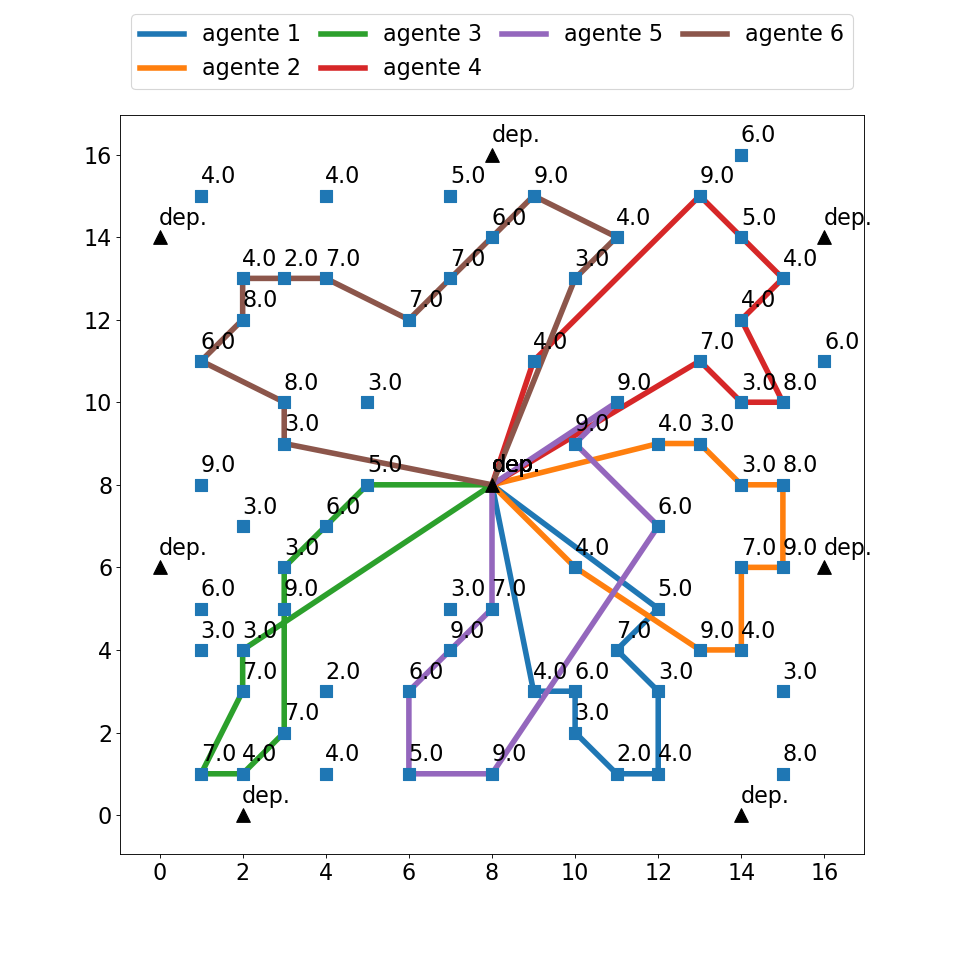 agente 1 agente 3 agente 5 agente 6
agente 2 agente 4
dep. 6.0
16
4.0 4.0 5.0 9.0 9.0
dep. 6.0 4.0 5.0 dep.
14
4.0 2.0 7.0 7.0 3.0 4.0
8.0 7.0 4.0
12
6.0 4.0 7.0 6.0
8.0 3.0 9.0 3.0 8.0
10
3.0 9.0 4.0 3.0
9.0 5.0 dep. 3.0 8.0
8
3.0 6.0 6.0
dep. 3.0 4.0 7.0 9.0 dep.
6
6.0 9.0 3.0 7.0 5.0
3.0 3.0 9.0 7.0 9.0 4.0
4
7.0 2.0 6.0 4.0 6.0 3.0 3.0
7.0 3.0
2
7.0 4.0 4.0 5.0 9.0 2.0 4.0 8.0
dep. dep.
0
0 2 4 6 8 10 12 14 16